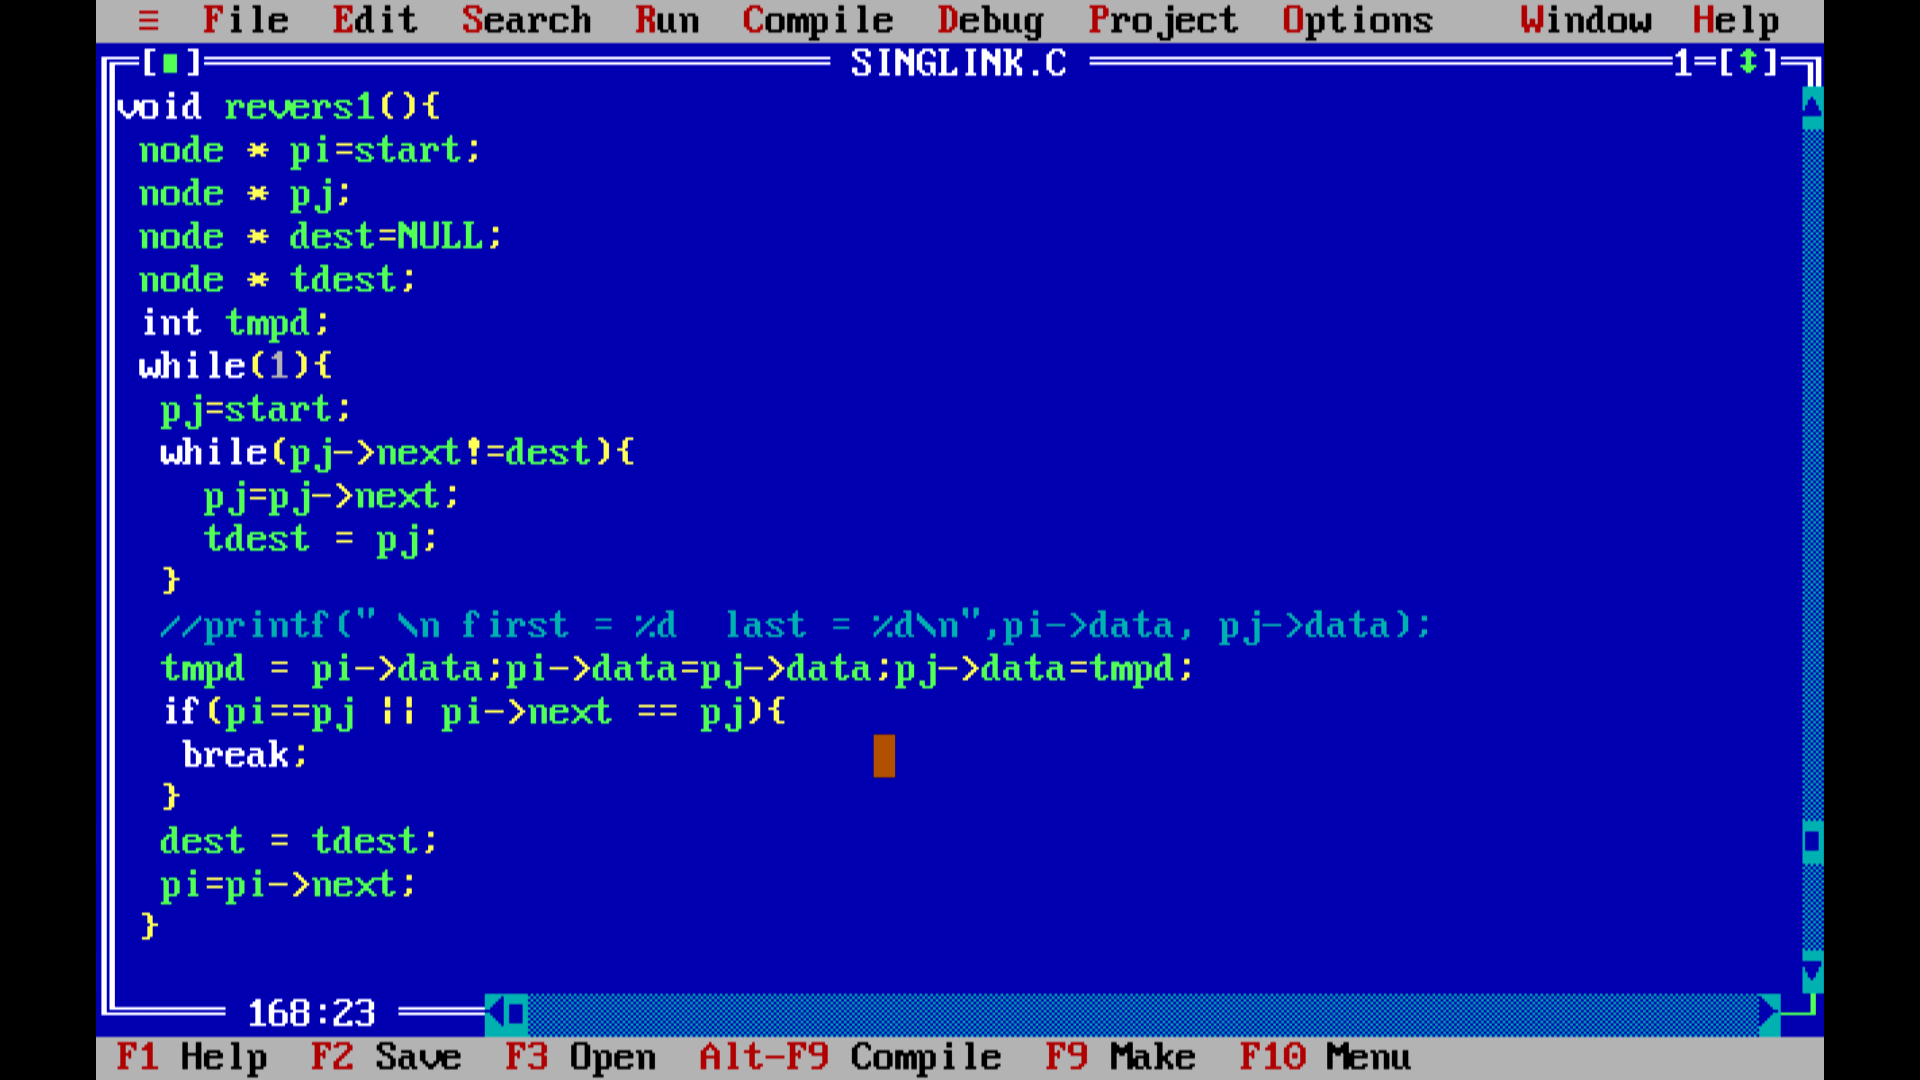 ≡ File Edit Search Run Compile Debug Project Options Window Help
[■] SINGLINK.C 1=[↕]
void revers1(){
 node * pi=start;
 node * pj;
 node * dest=NULL;
 node * tdest;
 int tmpd;
 while(1){
  pj=start;
  while(pj->next!=dest){
    pj=pj->next;
    tdest = pj;
  }
  //printf(" \n first = %d  last = %d\n",pi->data, pj->data);
  tmpd = pi->data;pi->data=pj->data;pj->data=tmpd;
  if(pi==pj || pi->next == pj){
   break;
  }
  dest = tdest;
  pi=pi->next;
 }
168:23
F1 Help F2 Save F3 Open Alt-F9 Compile F9 Make F10 Menu